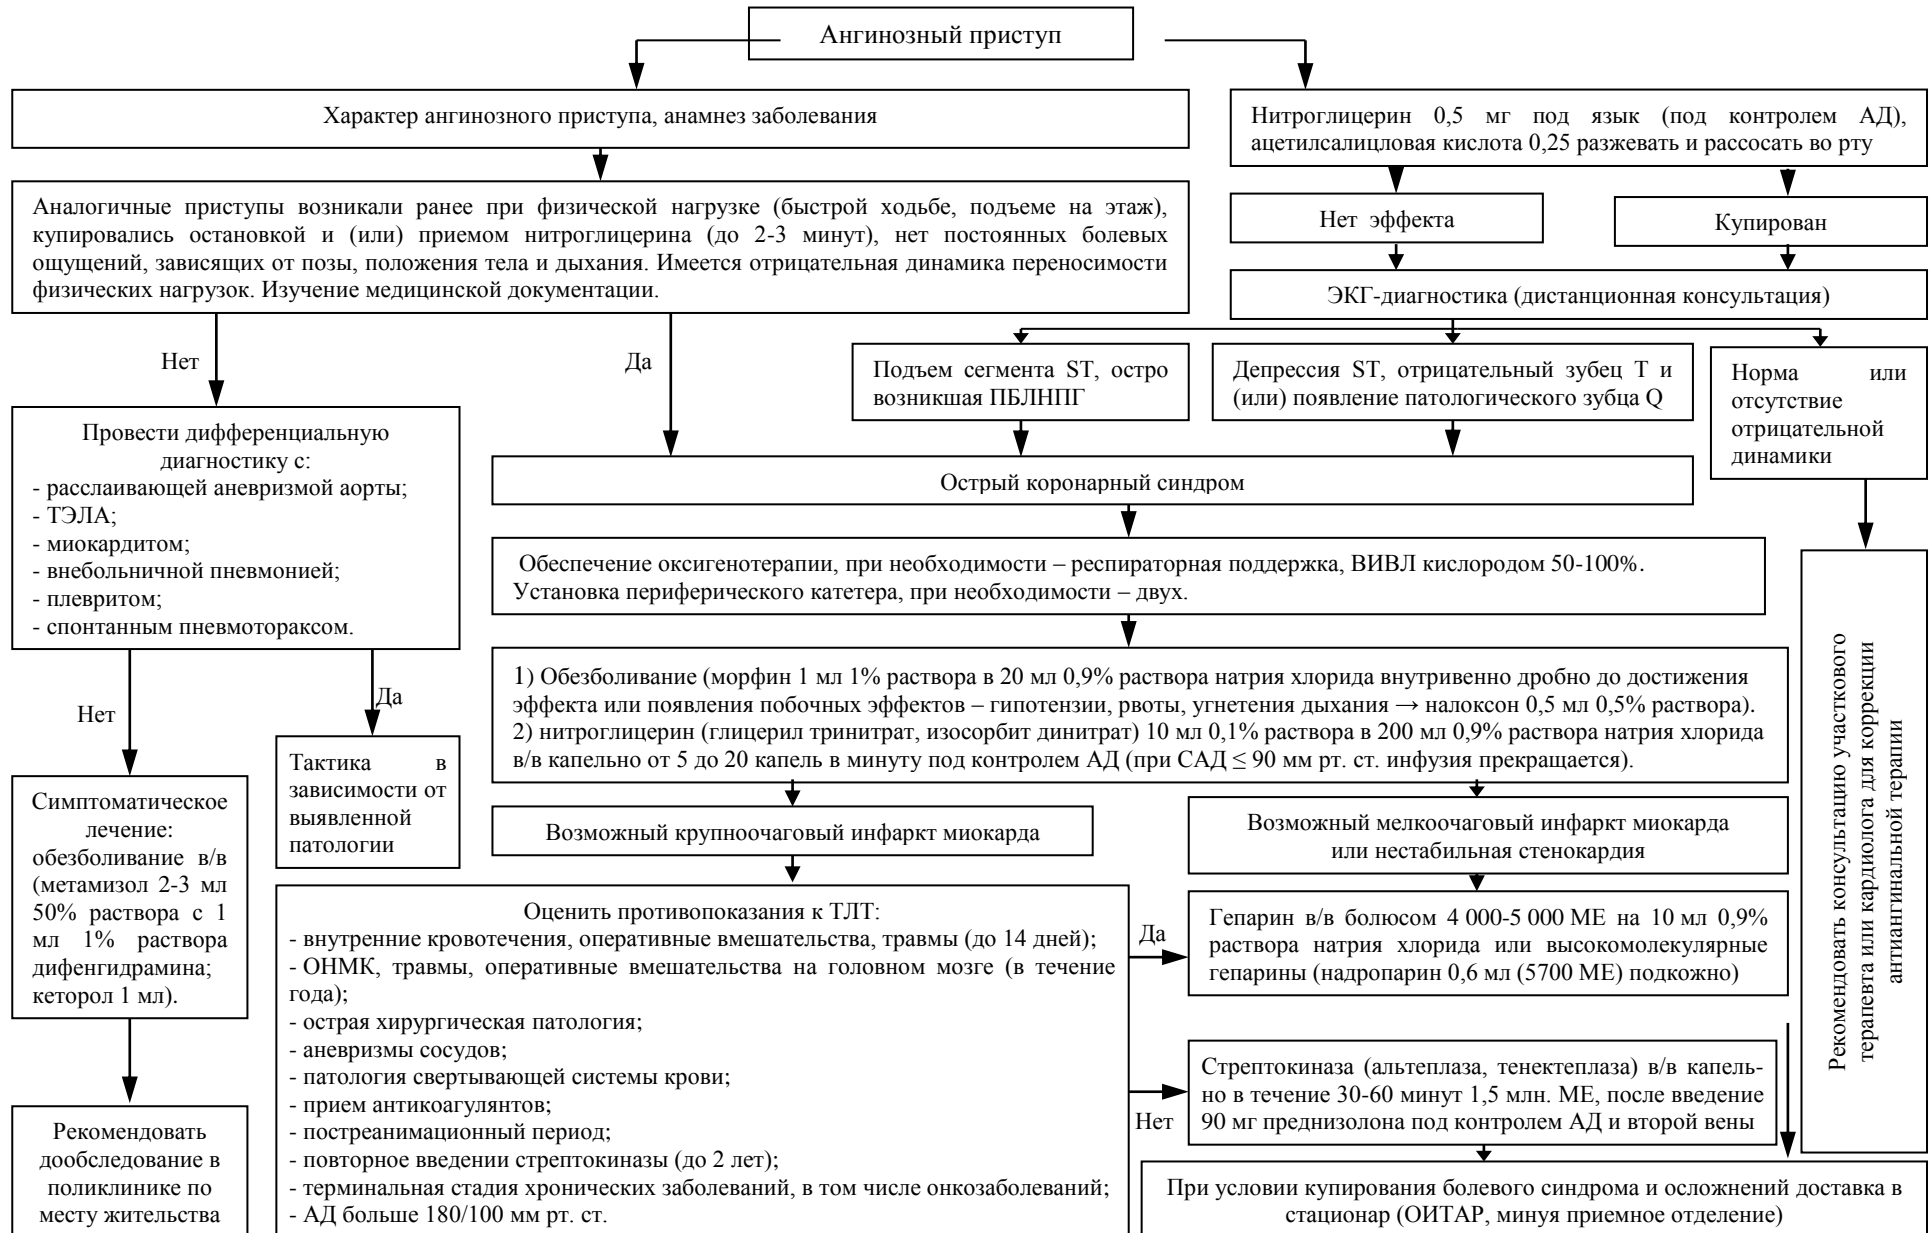 Ангинозный приступ
Характер ангинозного приступа, анамнез заболевания
Нитроглицерин 0,5 мг под язык (под контролем АД),
ацетилсалицловая кислота 0,25 разжевать и рассосать во рту
Аналогичные приступы возникали ранее при физической нагрузке (быстрой ходьбе, подъеме на этаж),
купировались остановкой и (или) приемом нитроглицерина (до 2-3 минут), нет постоянных болевых
ощущений, зависящих от позы, положения тела и дыхания. Имеется отрицательная динамика переносимости
физических нагрузок. Изучение медицинской документации.
Нет эффекта
Купирован
ЭКГ-диагностика (дистанционная консультация)
Нет
Да
Подъем сегмента ST, остро
возникшая ПБЛНПГ
Депрессия ST, отрицательный зубец Т и
(или) появление патологического зубца Q
Норма или
отсутствие
отрицательной
динамики
Провести дифференциальную
диагностику с:
- расслаивающей аневризмой аорты;
- ТЭЛА;
- миокардитом;
- внебольничной пневмонией;
- плевритом;
- спонтанным пневмотораксом.
Острый коронарный синдром
Обеспечение оксигенотерапии, при необходимости – респираторная поддержка, ВИВЛ кислородом 50-100%.
Установка периферического катетера, при необходимости – двух.
1) Обезболивание (морфин 1 мл 1% раствора в 20 мл 0,9% раствора натрия хлорида внутривенно дробно до достижения
эффекта или появления побочных эффектов – гипотензии, рвоты, угнетения дыхания → налоксон 0,5 мл 0,5% раствора).
2) нитроглицерин (глицерил тринитрат, изосорбит динитрат) 10 мл 0,1% раствора в 200 мл 0,9% раствора натрия хлорида
в/в капельно от 5 до 20 капель в минуту под контролем АД (при САД ≤ 90 мм рт. ст. инфузия прекращается).
Нет
Да
Тактика в
зависимости от
выявленной
патологии
Симптоматическое
лечение:
обезболивание в/в
(метамизол 2-3 мл
50% раствора с 1
мл 1% раствора
дифенгидрамина;
кеторол 1 мл).
Рекомендовать
дообследование в
поликлинике по
месту жительства
Возможный крупноочаговый инфаркт миокарда
Возможный мелкоочаговый инфаркт миокарда
или нестабильная стенокардия
Оценить противопоказания к ТЛТ:
- внутренние кровотечения, оперативные вмешательства, травмы (до 14 дней);
- ОНМК, травмы, оперативные вмешательства на головном мозге (в течение
года);
- острая хирургическая патология;
- аневризмы сосудов;
- патология свертывающей системы крови;
- прием антикоагулянтов;
- постреанимационный период;
- повторное введении стрептокиназы (до 2 лет);
- терминальная стадия хронических заболеваний, в том числе онкозаболеваний;
- АД больше 180/100 мм рт. ст.
Да
Гепарин в/в болюсом 4 000-5 000 МЕ на 10 мл 0,9%
раствора натрия хлорида или высокомолекулярные
гепарины (надропарин 0,6 мл (5700 МЕ) подкожно)
Нет
Стрептокиназа (альтеплаза, тенектеплаза) в/в капель-
но в течение 30-60 минут 1,5 млн. МЕ, после введение
90 мг преднизолона под контролем АД и второй вены
При условии купирования болевого синдрома и осложнений доставка в
стационар (ОИТАР, минуя приемное отделение)
Рекомендовать консультацию участкового
терапевта или кардиолога для коррекции
антиангинальной терапии